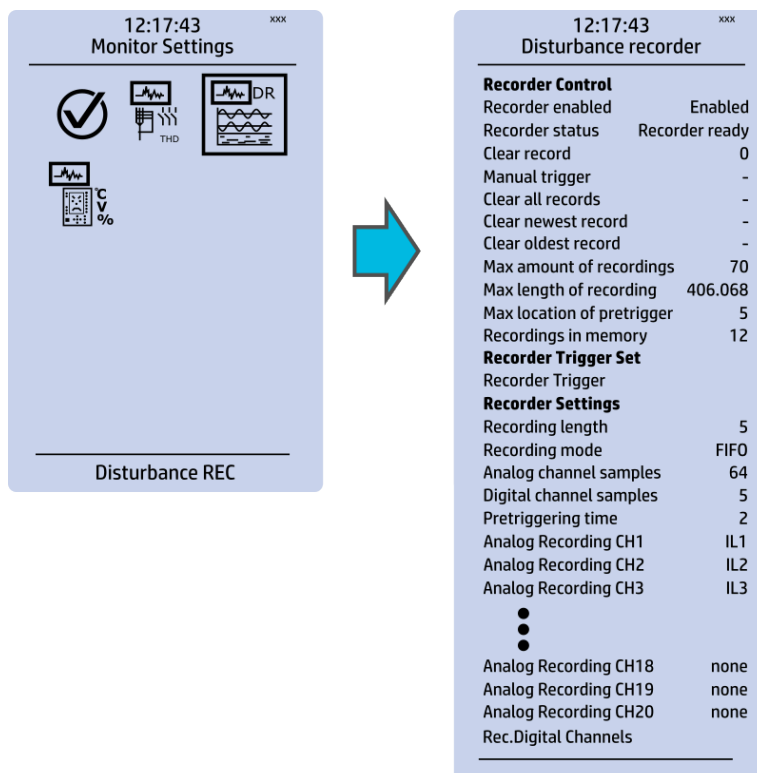 12:17:43 xxx
Monitor Settings
DR
THD
°C
V
%
Disturbance REC
12:17:43 xxx
Disturbance recorder
Recorder Control
Recorder enabled Enabled
Recorder status Recorder ready
Clear record 0
Manual trigger -
Clear all records -
Clear newest record -
Clear oldest record -
Max amount of recordings 70
Max length of recording 406.068
Max location of pretrigger 5
Recordings in memory 12
Recorder Trigger Set
Recorder Trigger
Recorder Settings
Recording length 5
Recording mode FIFO
Analog channel samples 64
Digital channel samples 5
Pretriggering time 2
Analog Recording CH1 IL1
Analog Recording CH2 IL2
Analog Recording CH3 IL3
Analog Recording CH18 none
Analog Recording CH19 none
Analog Recording CH20 none
Rec.Digital Channels